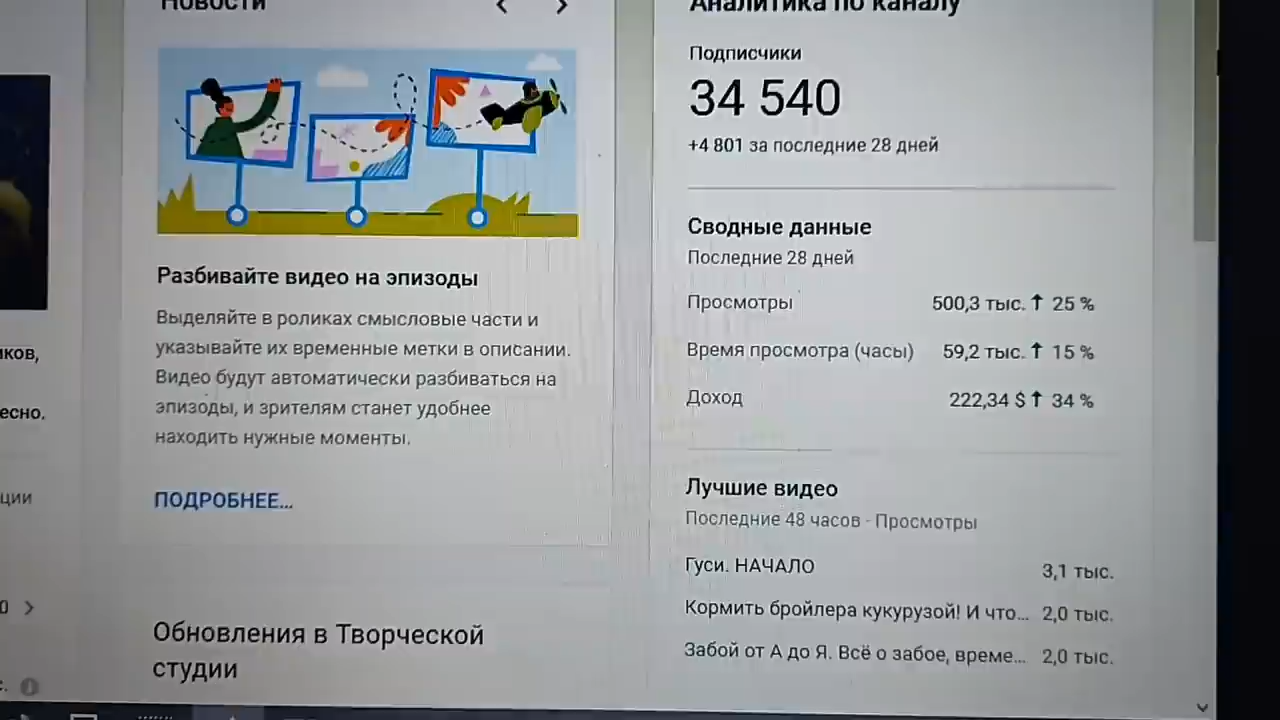 Новости
Разбивайте видео на эпизоды
Выделяйте в роликах смысловые части и
указывайте их временные метки в описании.
Видео будут автоматически разбиваться на
эпизоды, и зрителям станет удобнее
находить нужные моменты.
ПОДРОБНЕЕ...
Обновления в Творческой
студии
Аналитика по каналу
Подписчики
34 540
+4 801 за последние 28 дней
Сводные данные
Последние 28 дней
Просмотры 500,3 тыс. ↑ 25 %
Время просмотра (часы) 59,2 тыс. ↑ 15 %
Доход 222,34 $ ↑ 34 %
Лучшие видео
Последние 48 часов · Просмотры
Гуси. НАЧАЛО 3,1 тыс.
Кормить бройлера кукурузой! И что... 2,0 тыс.
Забой от А до Я. Всё о забое, време... 2,0 тыс.